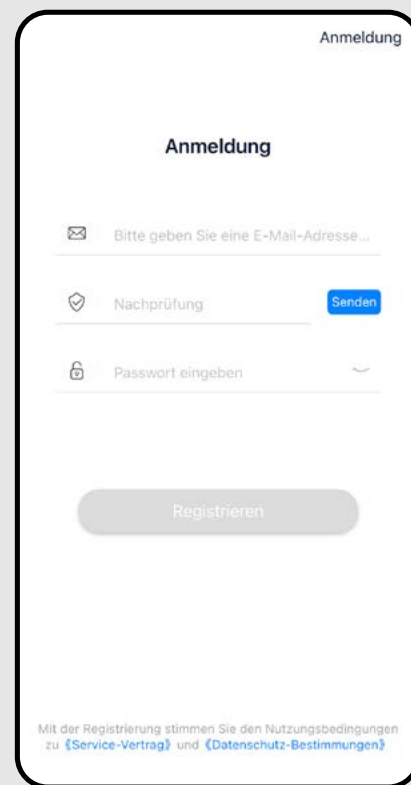 Anmeldung
Anmeldung
Bitte geben Sie eine E-Mail-Adresse...
Nachprüfung
Senden
Passwort eingeben
Registrieren
Mit der Registrierung stimmen Sie den Nutzungsbedingungen
zu 《Service-Vertrag》 und 《Datenschutz-Bestimmungen》